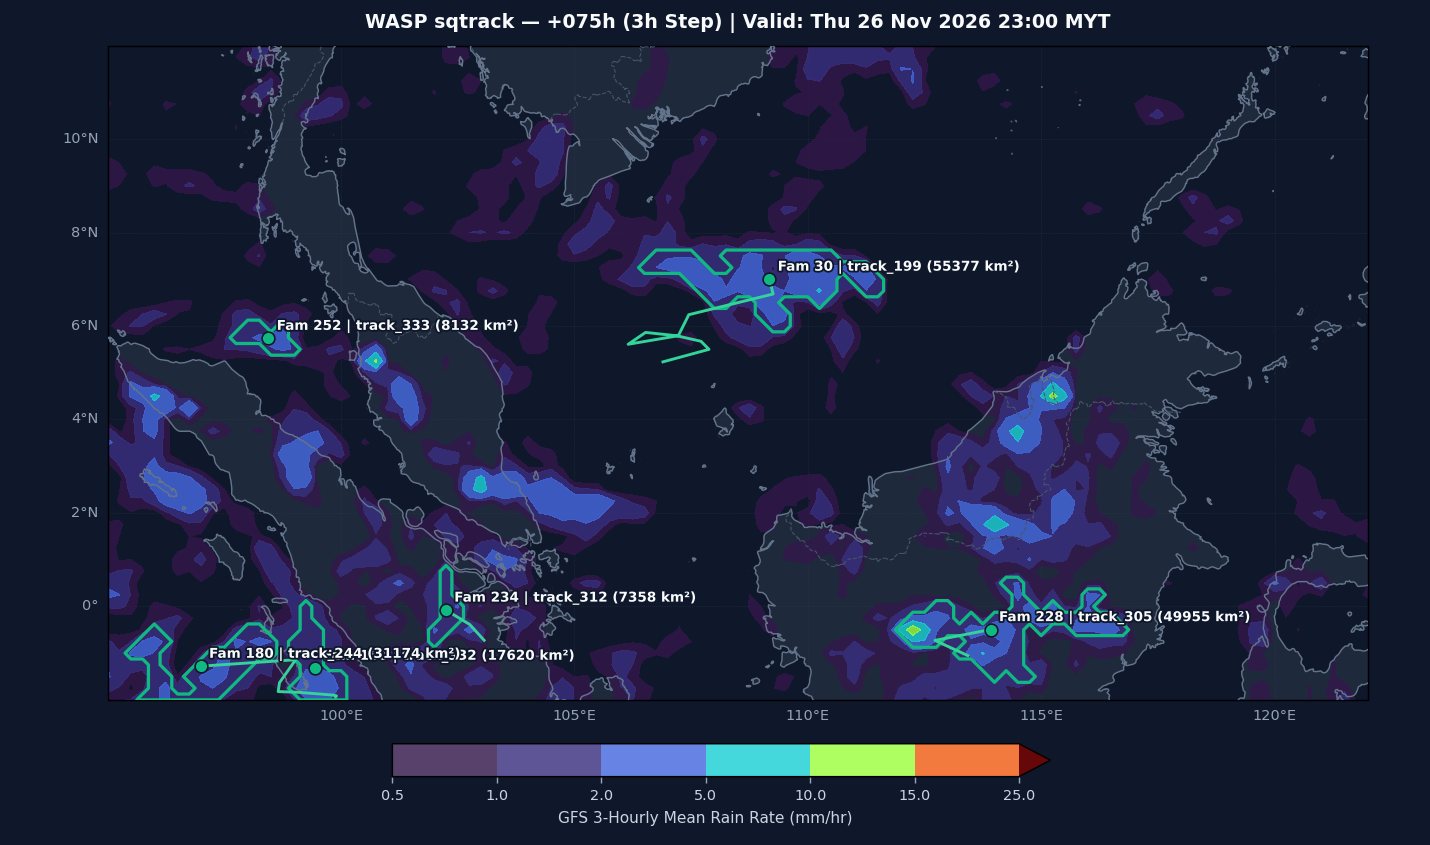 WASP sqtrack — +075h (3h Step) | Valid: Thu 26 Nov 2026 23:00 MYT
10°N
8°N
Fam 30 | track_199 (55377 km²)
6°N
Fam 252 | track_333 (8132 km²)
4°N
2°N
0°
Fam 234 | track_312 (7358 km²)
Fam 228 | track_305 (49955 km²)
Fam 180 | track_244 (31174 km²)
(17620 km²)
100°E
105°E
110°E
115°E
120°E
0.5
1.0
2.0
5.0
10.0
15.0
25.0
GFS 3-Hourly Mean Rain Rate (mm/hr)